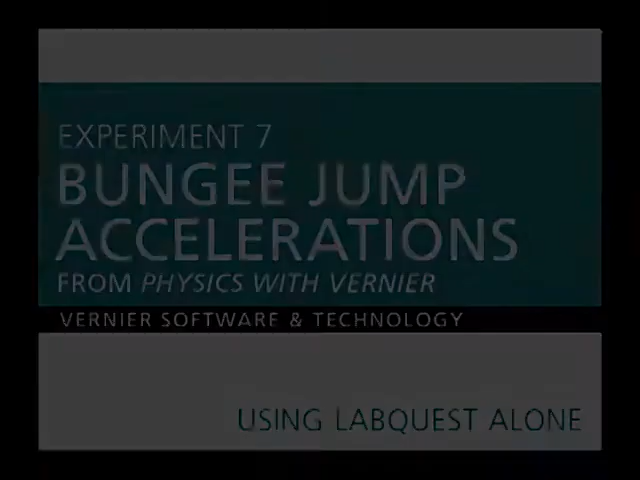 EXPERIMENT 7
BUNGEE JUMP
ACCELERATIONS
FROM PHYSICS WITH VERNIER
VERNIER SOFTWARE & TECHNOLOGY
USING LABQUEST ALONE